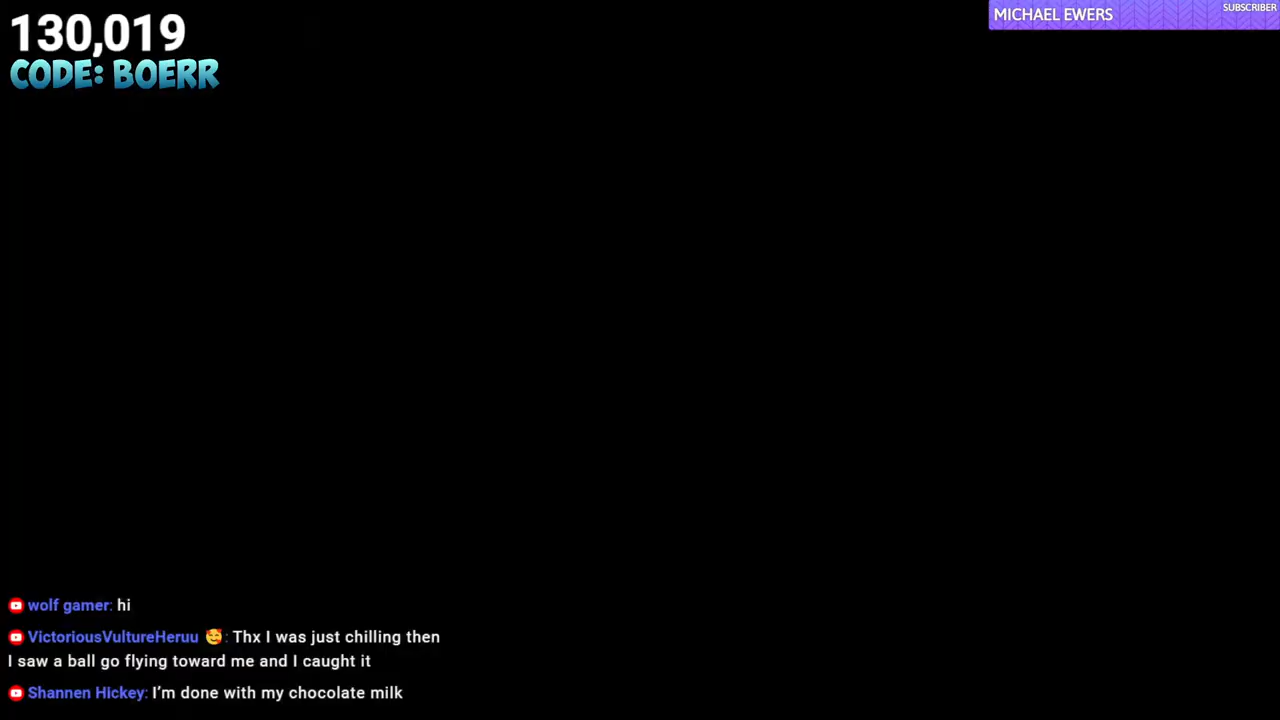 130,019
CODE: BOERR
MICHAEL EWERS
SUBSCRIBER
wolf gamer: hi
VictoriousVultureHeruu 🥰: Thx I was just chilling then
I saw a ball go flying toward me and I caught it
Shannen Hickey: I’m done with my chocolate milk